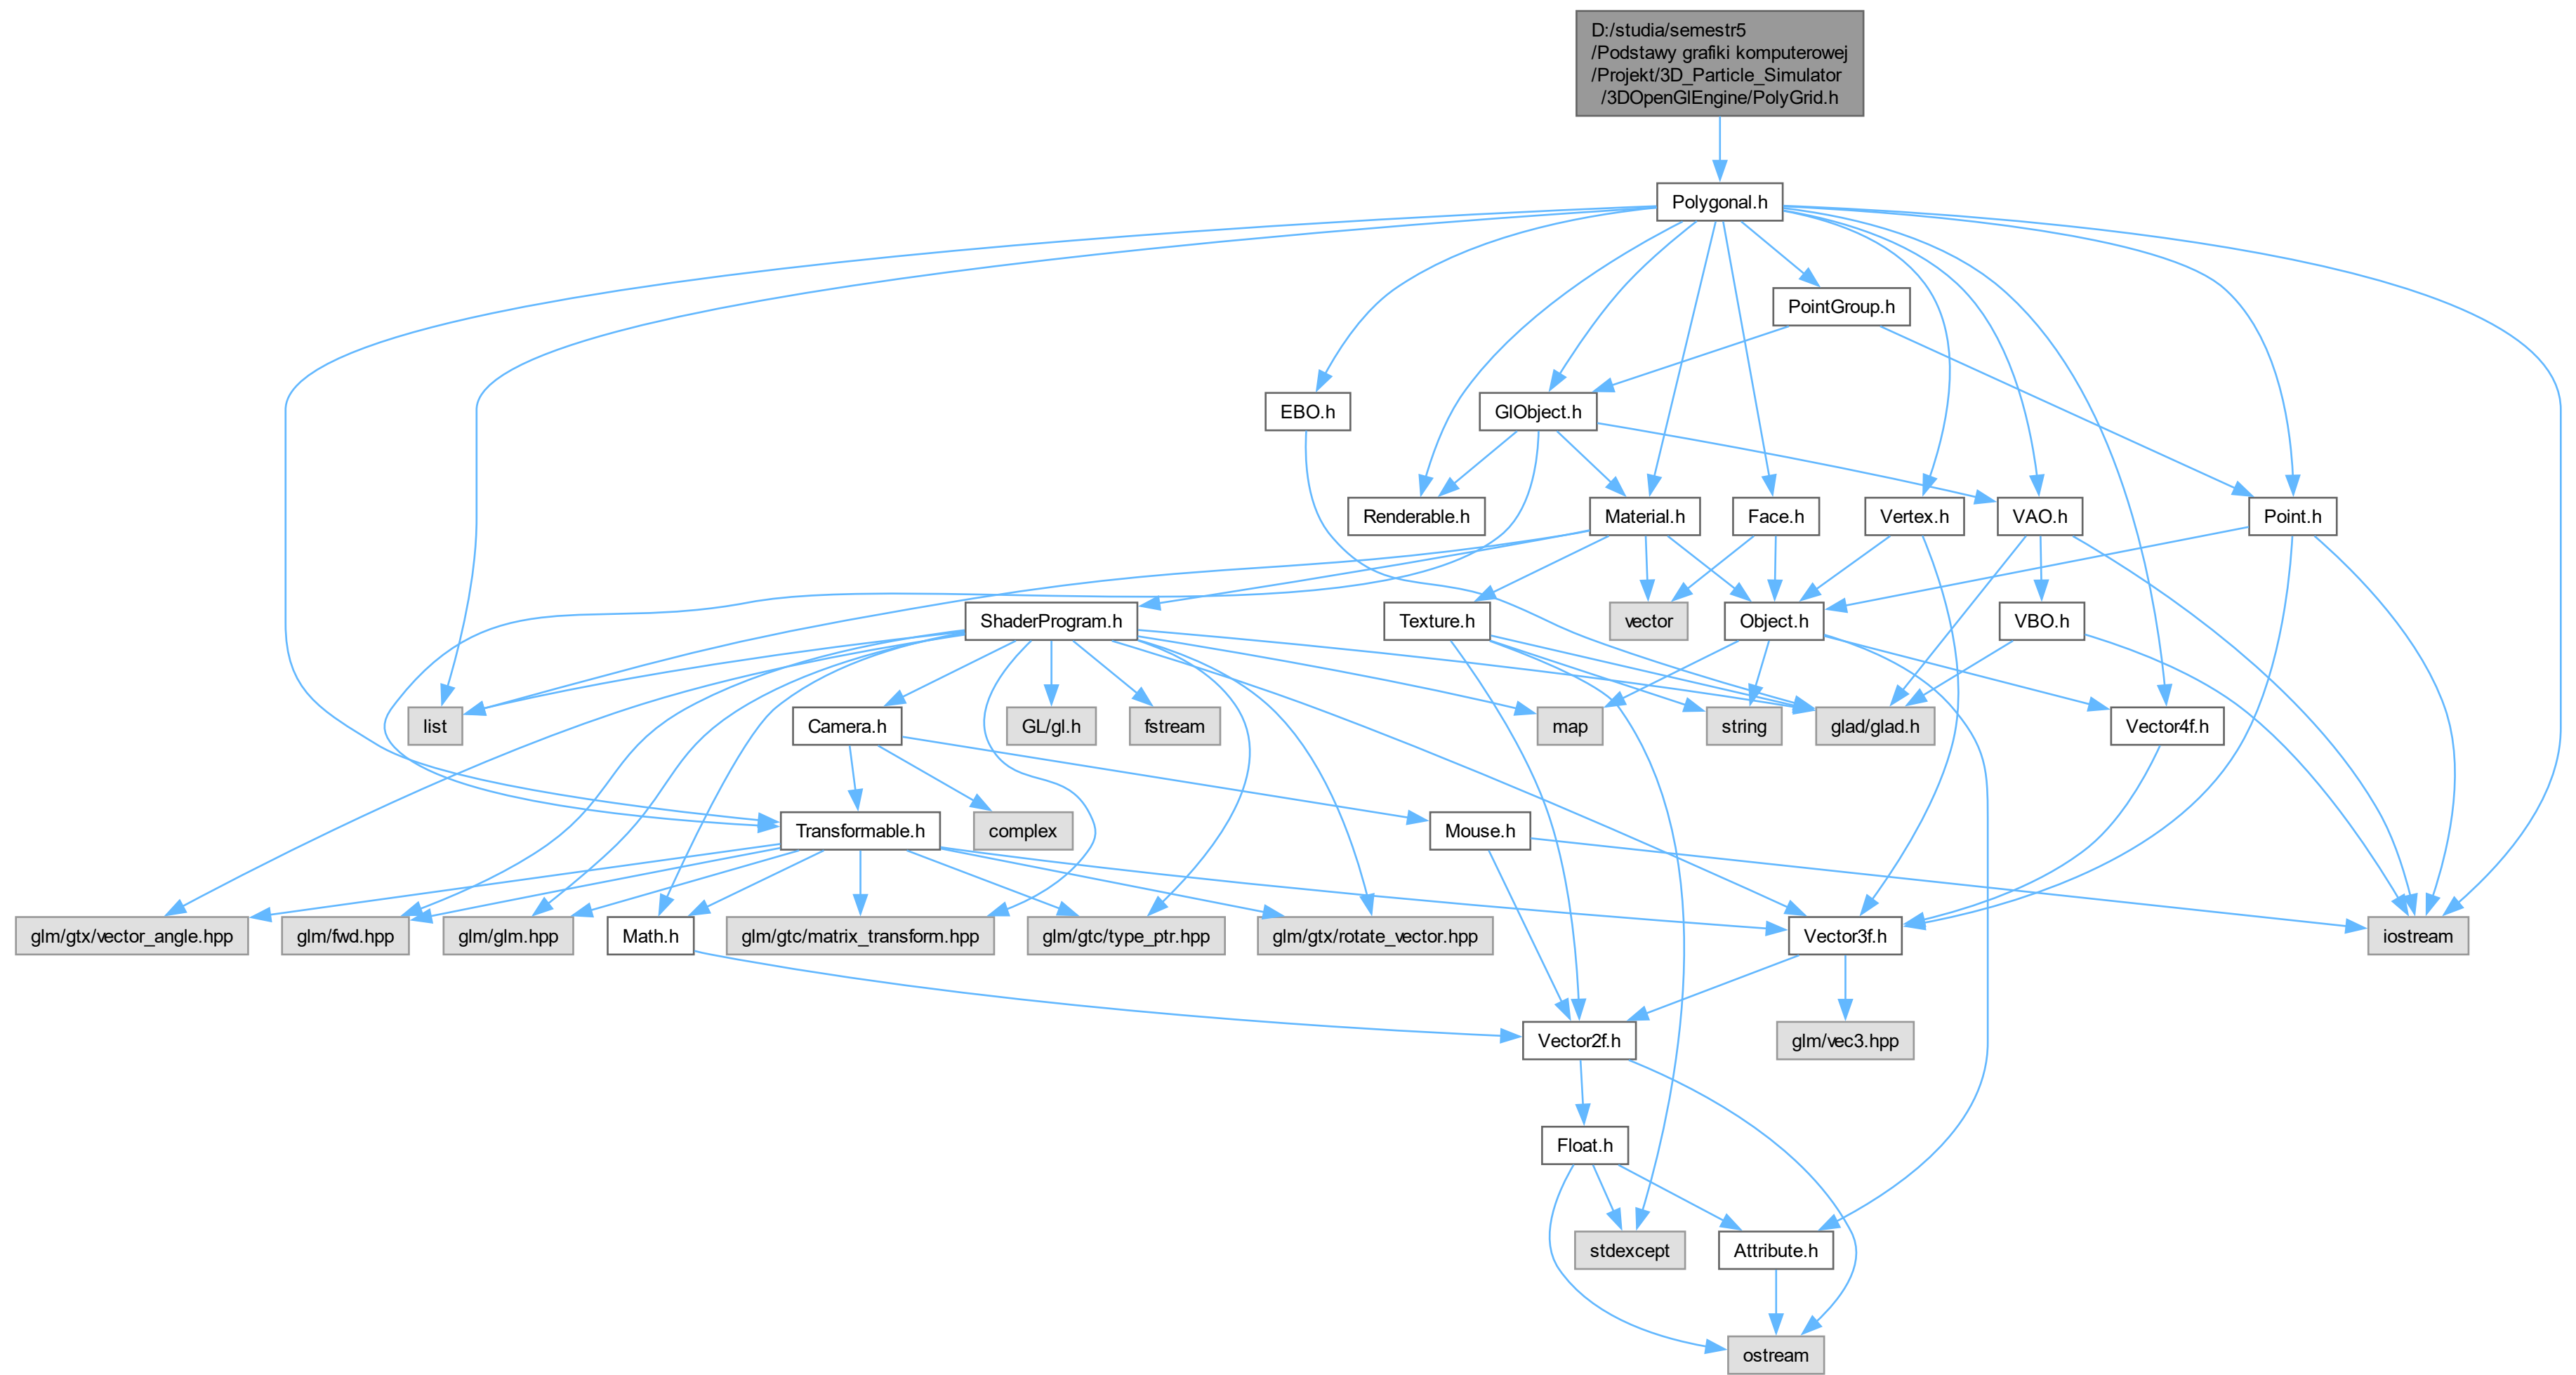 D:/studia/semestr5
/Podstawy grafiki komputerowej
/Projekt/3D_Particle_Simulator
/3DOpenGlEngine/PolyGrid.h
Polygonal.h
PointGroup.h
EBO.h
GlObject.h
Renderable.h
Material.h
Face.h
Vertex.h
VAO.h
Point.h
ShaderProgram.h
Texture.h
vector
Object.h
VBO.h
list
Camera.h
GL/gl.h
fstream
map
string
glad/glad.h
Vector4f.h
Transformable.h
complex
Mouse.h
glm/gtx/vector_angle.hpp
glm/fwd.hpp
glm/glm.hpp
Math.h
glm/gtc/matrix_transform.hpp
glm/gtc/type_ptr.hpp
glm/gtx/rotate_vector.hpp
Vector3f.h
iostream
Vector2f.h
glm/vec3.hpp
Float.h
stdexcept
Attribute.h
ostream